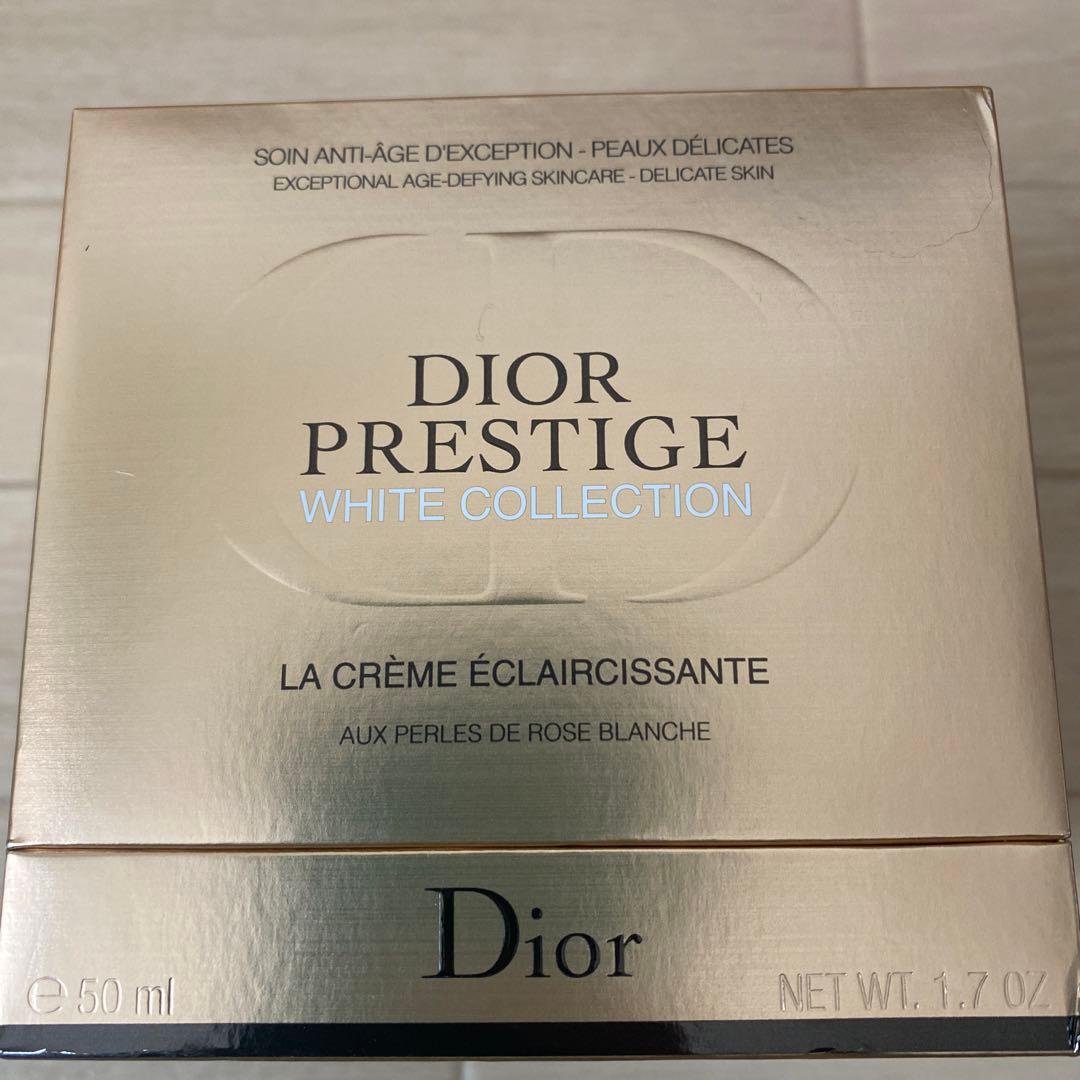 SOIN ANTI-ÂGE D'EXCEPTION - PEAUX DÉLICATES
EXCEPTIONAL AGE-DEFYING SKINCARE - DELICATE SKIN
DIOR
PRESTIGE
WHITE COLLECTION
LA CRÈME ÉCLAIRCISSANTE
AUX PERLES DE ROSE BLANCHE
Dior
℮ 50 ml NET WT. 1.7 OZ